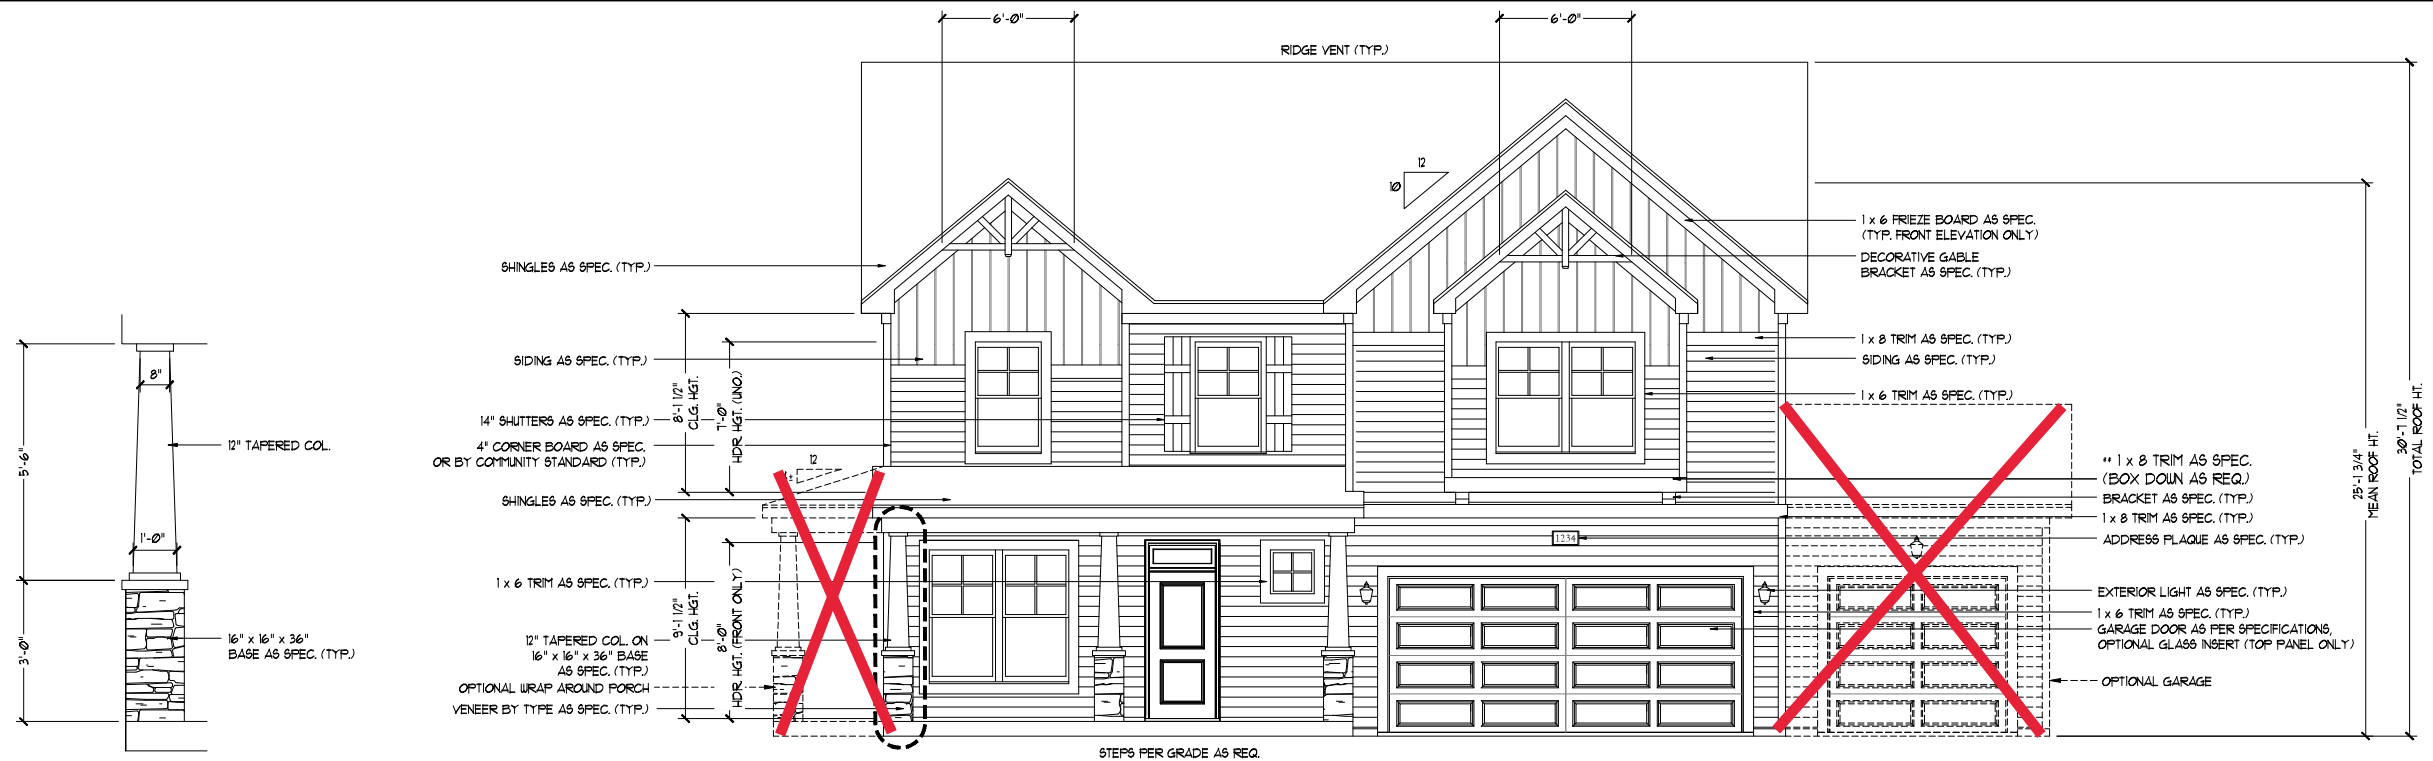 6'-0"
6'-0"
RIDGE VENT (TYP.)
12
10
1 x 6 FRIEZE BOARD AS SPEC.
(TYP. FRONT ELEVATION ONLY)
DECORATIVE GABLE
BRACKET AS SPEC. (TYP.)
SHINGLES AS SPEC. (TYP.)
1 x 8 TRIM AS SPEC. (TYP.)
SIDING AS SPEC. (TYP.)
SIDING AS SPEC. (TYP.)
1 x 6 TRIM AS SPEC. (TYP.)
8'-1 1/2"
CLG. HGT.
7'-0"
HDR. HGT. (UNO.)
14" SHUTTERS AS SPEC. (TYP.)
4" CORNER BOARD AS SPEC.
OR BY COMMUNITY STANDARD (TYP.)
12
SHINGLES AS SPEC. (TYP.)
8"
12" TAPERED COL.
5'-6"
1'-0"
16" x 16" x 36"
BASE AS SPEC. (TYP.)
3'-0"
** 1 x 8 TRIM AS SPEC.
(BOX DOWN AS REQ.)
BRACKET AS SPEC. (TYP.)
1 x 8 TRIM AS SPEC. (TYP.)
1234
ADDRESS PLAQUE AS SPEC. (TYP.)
25'-1 3/4"
MEAN ROOF HT.
30'-7 1/2"
TOTAL ROOF HT.
1 x 6 TRIM AS SPEC. (TYP.)
9'-1 1/2"
CLG. HGT.
8'-0"
HDR. HGT. (FRONT ONLY)
12" TAPERED COL. ON
16" x 16" x 36" BASE
AS SPEC. (TYP.)
OPTIONAL WRAP AROUND PORCH
VENEER BY TYPE AS SPEC. (TYP.)
EXTERIOR LIGHT AS SPEC. (TYP.)
1 x 6 TRIM AS SPEC. (TYP.)
GARAGE DOOR AS PER SPECIFICATIONS,
OPTIONAL GLASS INSERT (TOP PANEL ONLY)
OPTIONAL GARAGE
STEPS PER GRADE AS REQ.